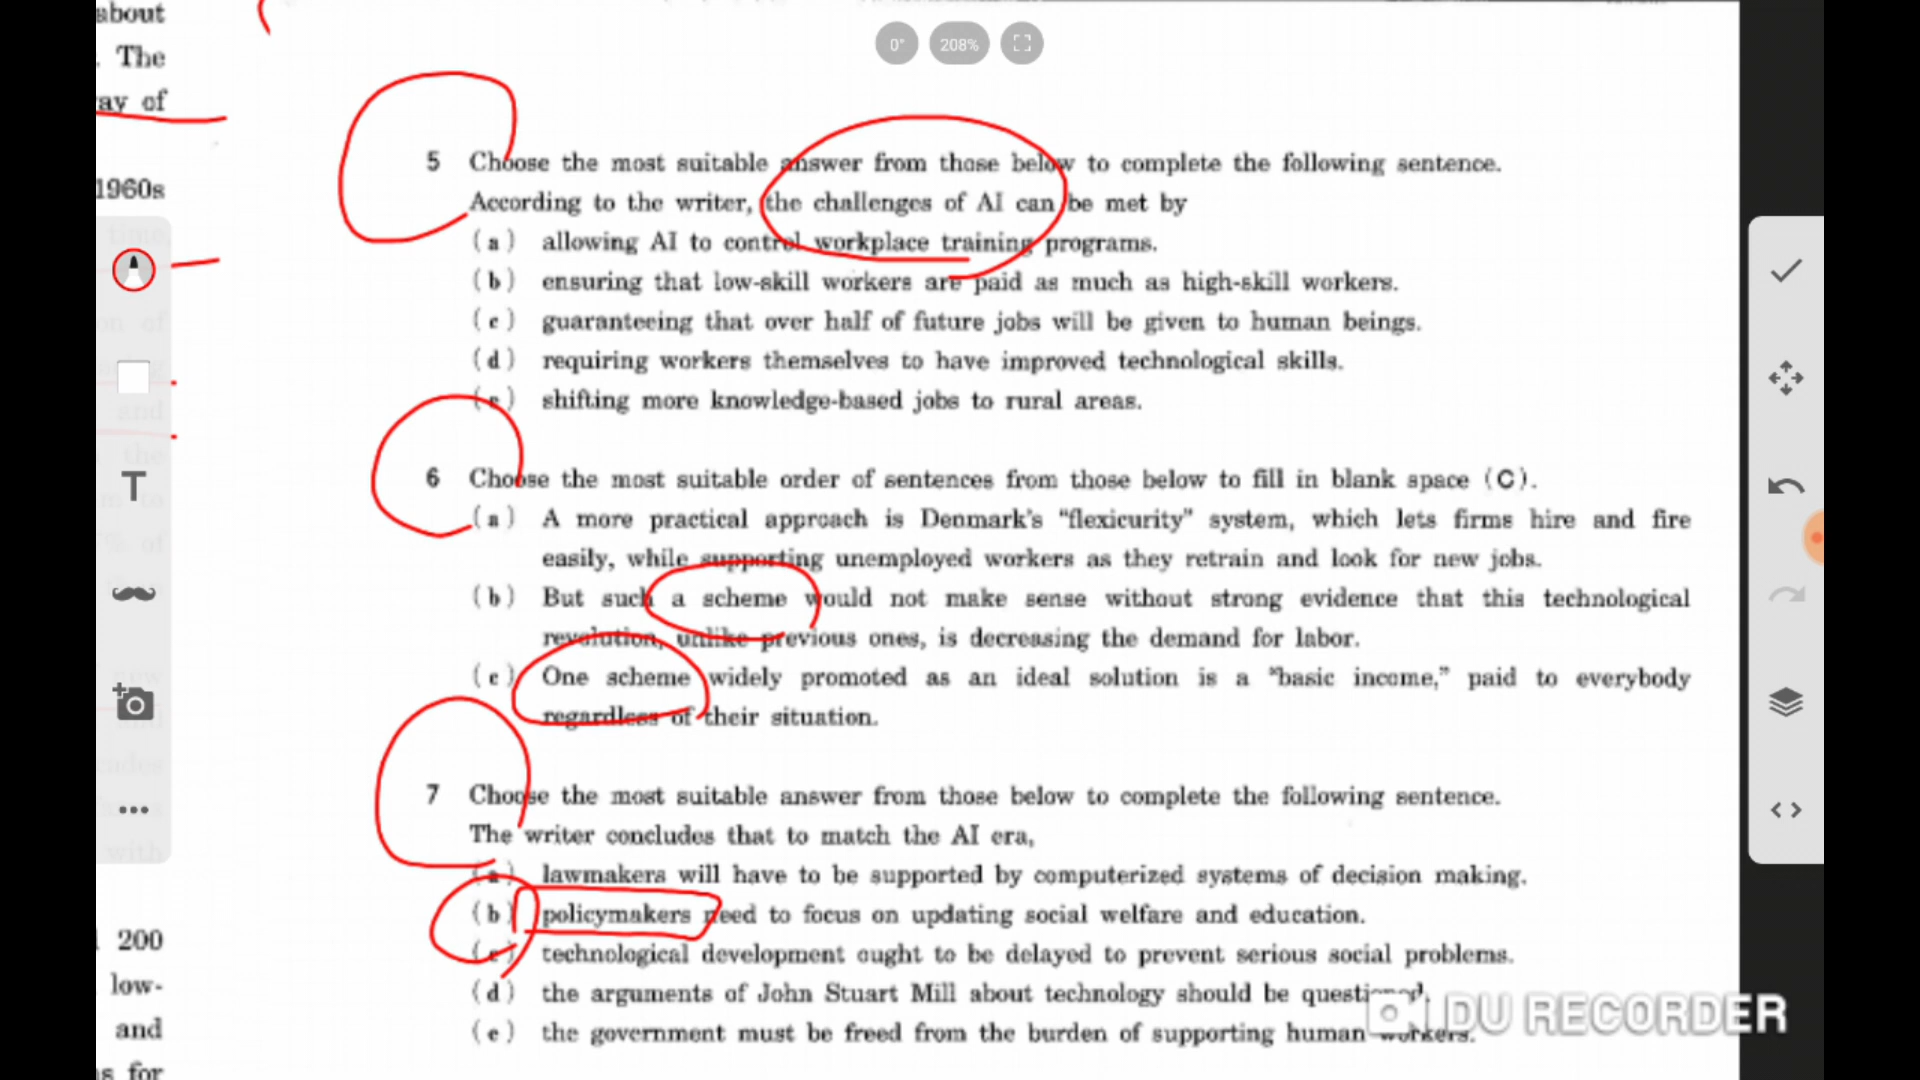 about
. The
ay of
1960s
time,
on of
and
the
m to
% of
cades
with
200
low-
and
s for
0°
208%
5 Choose the most suitable answer from those below to complete the following sentence.
According to the writer, the challenges of AI can be met by
(a) allowing AI to control workplace training programs.
(b) ensuring that low-skill workers are paid as much as high-skill workers.
(c) guaranteeing that over half of future jobs will be given to human beings.
(d) requiring workers themselves to have improved technological skills.
(e) shifting more knowledge-based jobs to rural areas.
6 Choose the most suitable order of sentences from those below to fill in blank space (C).
(a) A more practical approach is Denmark's "flexicurity" system, which lets firms hire and fire
easily, while supporting unemployed workers as they retrain and look for new jobs.
(b) But such a scheme would not make sense without strong evidence that this technological
revolution, unlike previous ones, is decreasing the demand for labor.
(c) One scheme widely promoted as an ideal solution is a "basic income," paid to everybody
regardless of their situation.
7 Choose the most suitable answer from those below to complete the following sentence.
The writer concludes that to match the AI era,
(a) lawmakers will have to be supported by computerized systems of decision making.
(b) policymakers need to focus on updating social welfare and education.
(c) technological development ought to be delayed to prevent serious social problems.
(d) the arguments of John Stuart Mill about technology should be questioned.
(e) the government must be freed from the burden of supporting human workers.
T
DU RECORDER